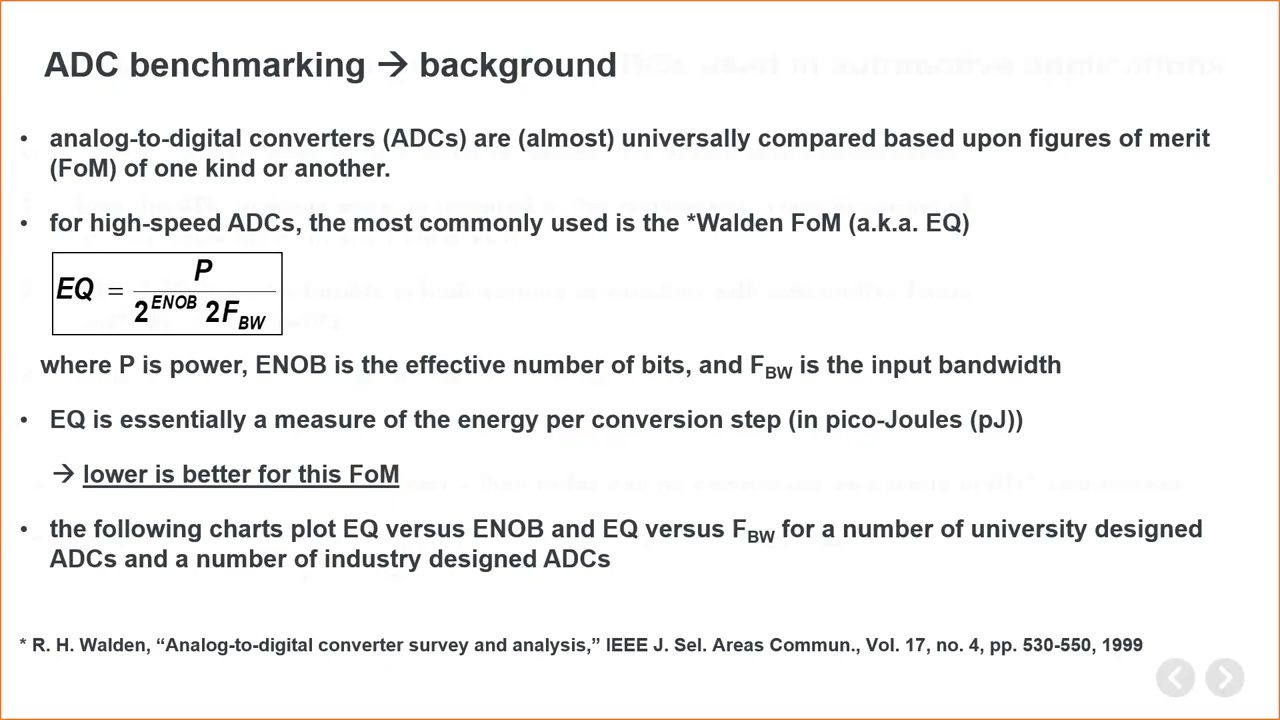 ADC benchmarking → background
• analog-to-digital converters (ADCs) are (almost) universally compared based upon figures of merit
(FoM) of one kind or another.
• for high-speed ADCs, the most commonly used is the *Walden FoM (a.k.a. EQ)
EQ = P / (2^ENOB 2F_BW)
where P is power, ENOB is the effective number of bits, and F_BW is the input bandwidth
• EQ is essentially a measure of the energy per conversion step (in pico-Joules (pJ))
→ lower is better for this FoM
• the following charts plot EQ versus ENOB and EQ versus F_BW for a number of university designed
ADCs and a number of industry designed ADCs
* R. H. Walden, “Analog-to-digital converter survey and analysis,” IEEE J. Sel. Areas Commun., Vol. 17, no. 4, pp. 530-550, 1999